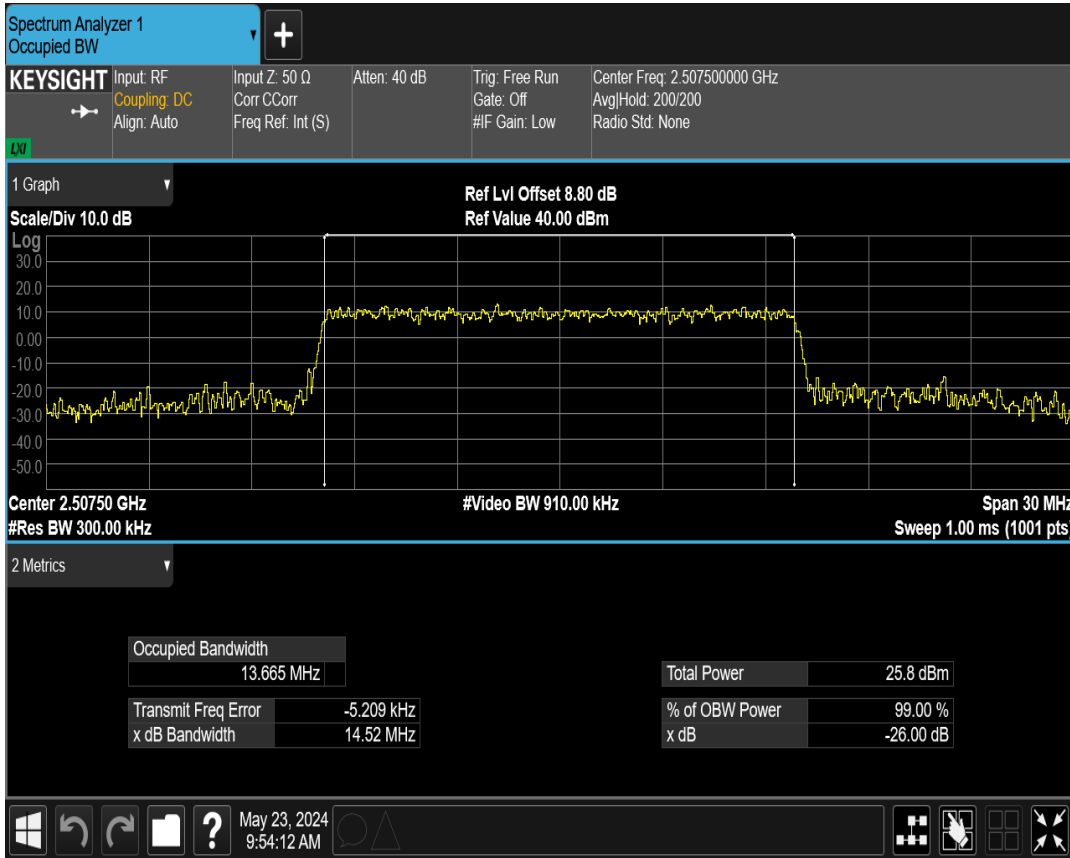 Spectrum Analyzer 1
Occupied BW
KEYSIGHT
Input: RF
Coupling: DC
Align: Auto
Input Z: 50 Ω
Corr CCorr
Freq Ref: Int (S)
Atten: 40 dB
Trig: Free Run
Gate: Off
#IF Gain: Low
Center Freq: 2.507500000 GHz
Avg|Hold: 200/200
Radio Std: None
LXI
1 Graph
Ref Lvl Offset 8.80 dB
Scale/Div 10.0 dB
Ref Value 40.00 dBm
Log
30.0
20.0
10.0
0.00
-10.0
-20.0
-30.0
-40.0
-50.0
Center 2.50750 GHz
#Video BW 910.00 kHz
Span 30 MHz
#Res BW 300.00 kHz
Sweep 1.00 ms (1001 pts)
2 Metrics
Occupied Bandwidth
13.665 MHz
Total Power 25.8 dBm
Transmit Freq Error -5.209 kHz
% of OBW Power 99.00 %
x dB Bandwidth 14.52 MHz
x dB -26.00 dB
?
May 23, 2024
9:54:12 AM